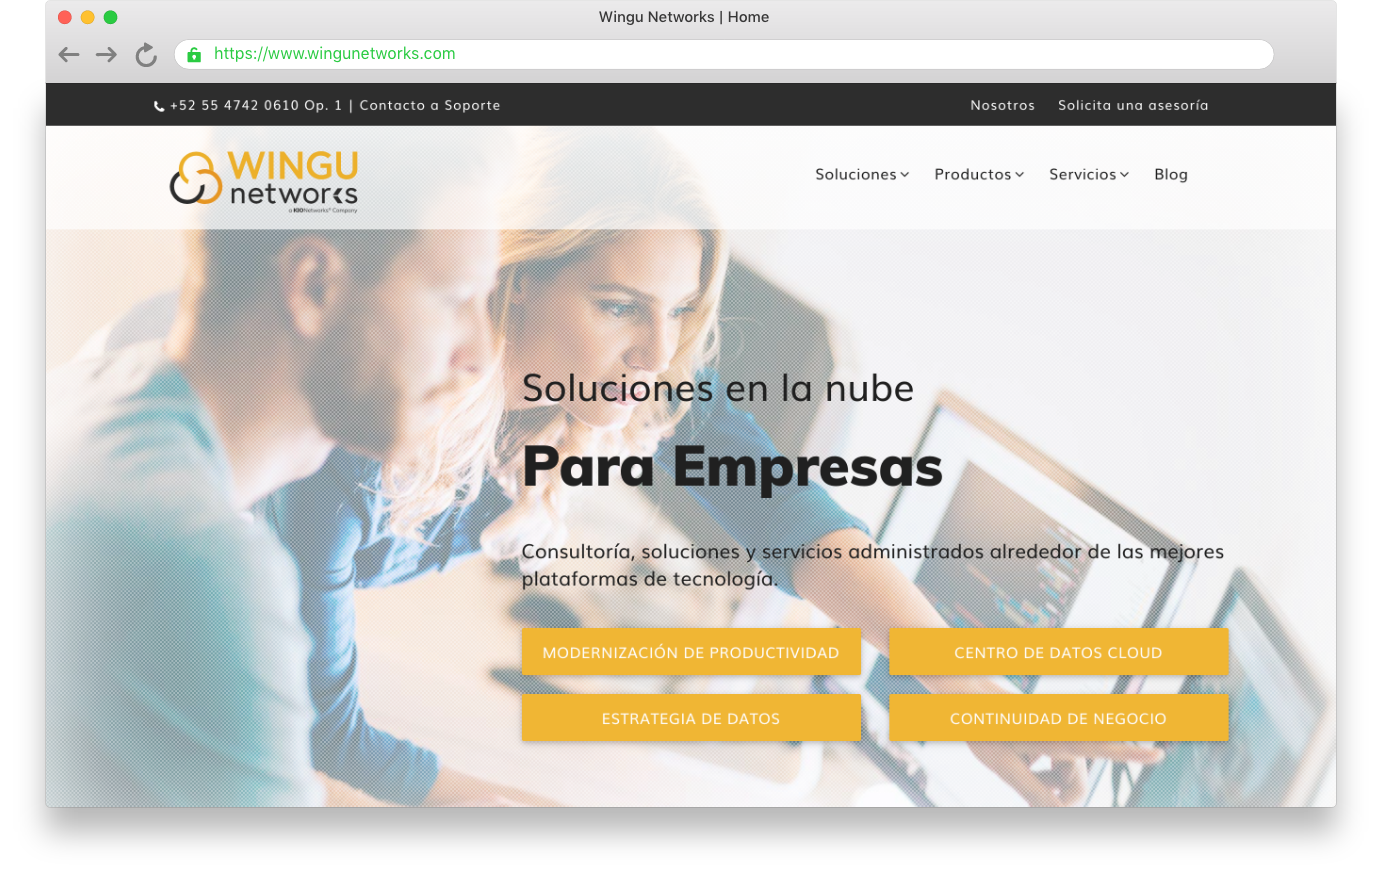 Wingu Networks | Home
https://www.wingunetworks.com
+52 55 4742 0610 Op. 1 | Contacto a Soporte
Nosotros
Solicita una asesoría
WINGU
networks
a IGONetworks® Company
Soluciones
Productos
Servicios
Blog
Soluciones en la nube
Para Empresas
Consultoría, soluciones y servicios administrados alrededor de las mejores
plataformas de tecnología.
MODERNIZACIÓN DE PRODUCTIVIDAD
CENTRO DE DATOS CLOUD
ESTRATEGIA DE DATOS
CONTINUIDAD DE NEGOCIO